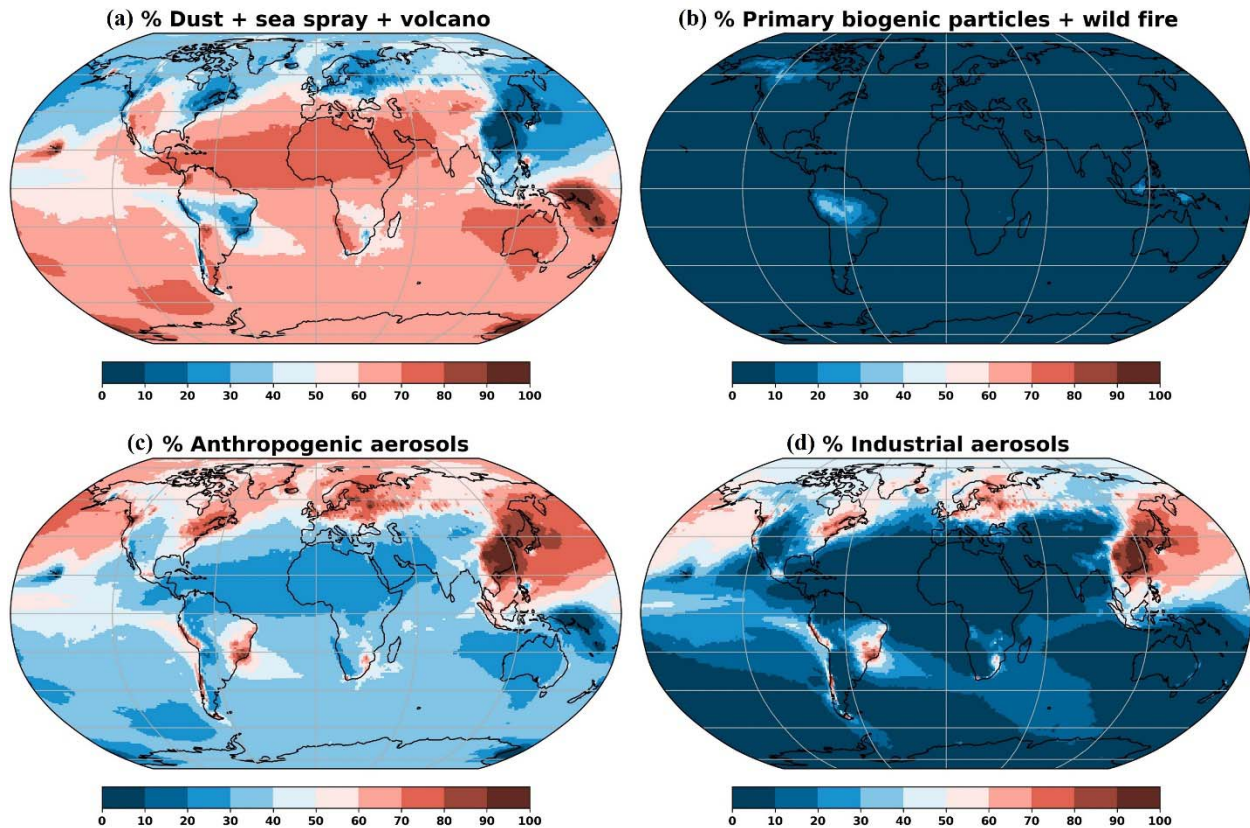 (a) % Dust + sea spray + volcano
(b) % Primary biogenic particles + wild fire
0 10 20 30 40 50 60 70 80 90 100
0 10 20 30 40 50 60 70 80 90 100
(c) % Anthropogenic aerosols
(d) % Industrial aerosols
0 10 20 30 40 50 60 70 80 90 100
0 10 20 30 40 50 60 70 80 90 100